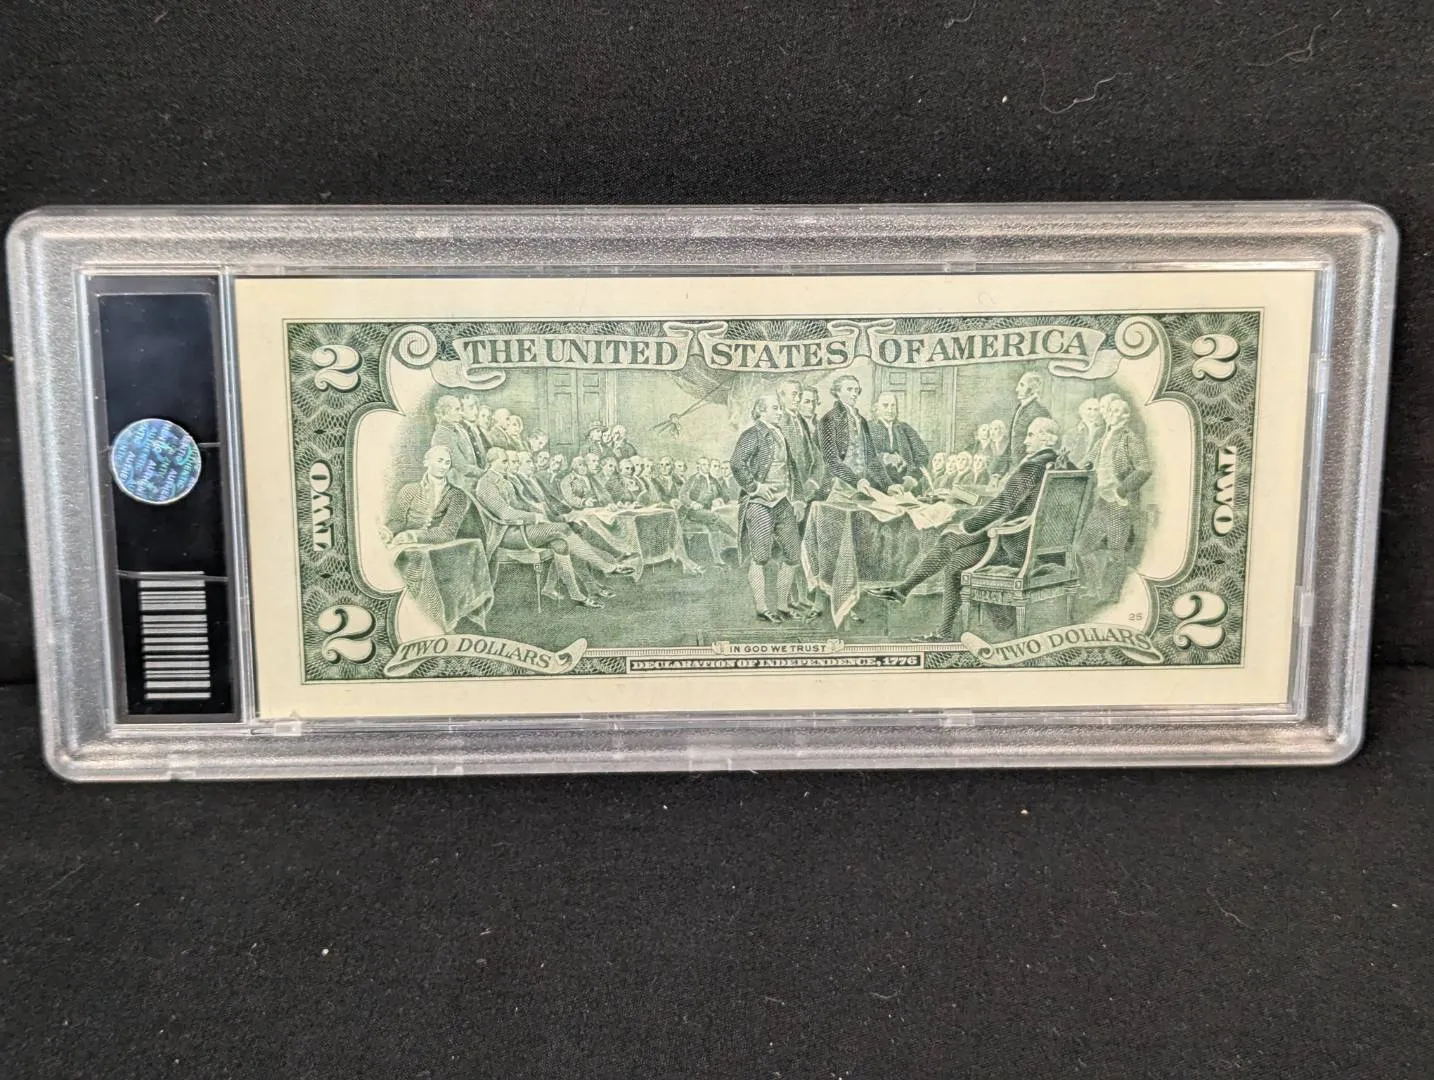 THE UNITED STATES OF AMERICA
2 2
TWO TWO
2 2
25
TWO DOLLARS TWO DOLLARS
IN GOD WE TRUST
DECLARATION OF INDEPENDENCE, 1776